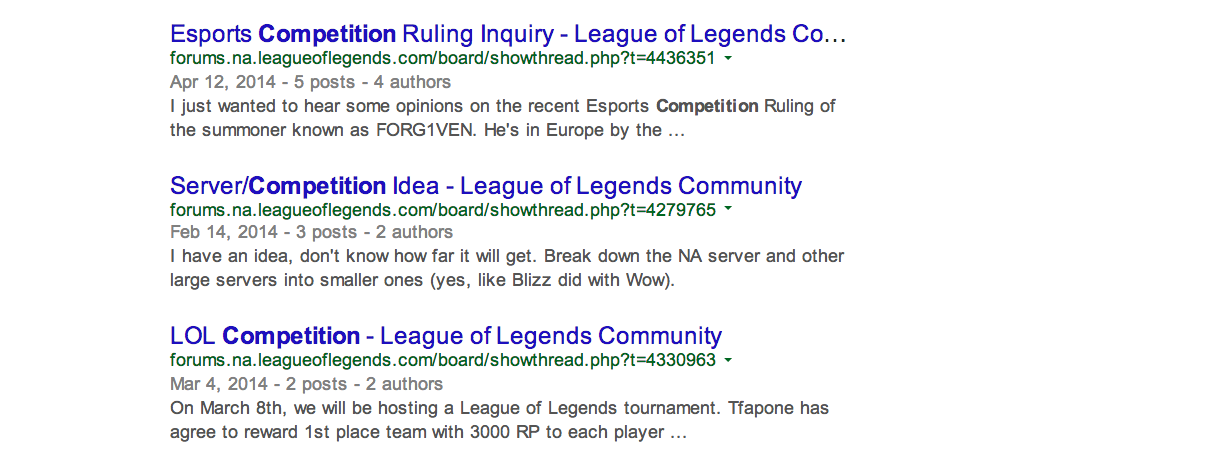 Esports Competition Ruling Inquiry - League of Legends Co...
forums.na.leagueoflegends.com/board/showthread.php?t=4436351
Apr 12, 2014 - 5 posts - 4 authors
I just wanted to hear some opinions on the recent Esports Competition Ruling of
the summoner known as FORG1VEN. He's in Europe by the ...
Server/Competition Idea - League of Legends Community
forums.na.leagueoflegends.com/board/showthread.php?t=4279765
Feb 14, 2014 - 3 posts - 2 authors
I have an idea, don't know how far it will get. Break down the NA server and other
large servers into smaller ones (yes, like Blizz did with Wow).
LOL Competition - League of Legends Community
forums.na.leagueoflegends.com/board/showthread.php?t=4330963
Mar 4, 2014 - 2 posts - 2 authors
On March 8th, we will be hosting a League of Legends tournament. Tfapone has
agree to reward 1st place team with 3000 RP to each player ...